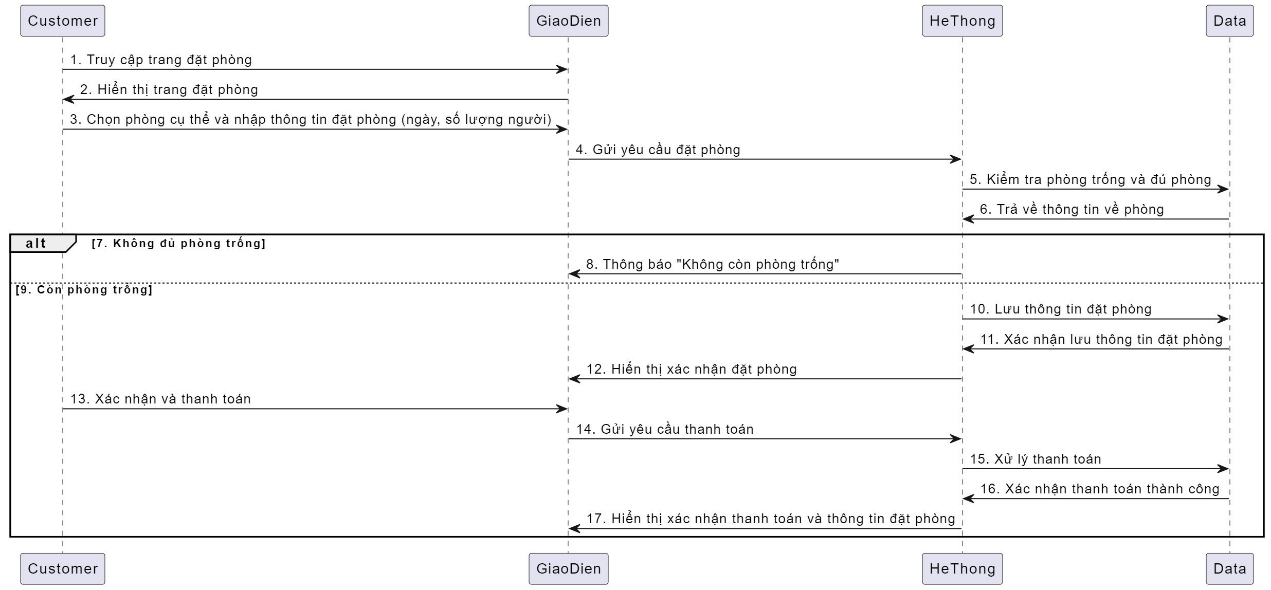 Customer GiaoDien HeThong Data
1. Truy cập trang đặt phòng
2. Hiển thị trang đặt phòng
3. Chọn phòng cụ thể và nhập thông tin đặt phòng (ngày, số lượng người)
4. Gửi yêu cầu đặt phòng
5. Kiểm tra phòng trống và đủ phòng
6. Trả về thông tin về phòng
alt [7. Không đủ phòng trống]
8. Thông báo "Không còn phòng trống"
[9. Còn phòng trống]
10. Lưu thông tin đặt phòng
11. Xác nhận lưu thông tin đặt phòng
12. Hiển thị xác nhận đặt phòng
13. Xác nhận và thanh toán
14. Gửi yêu cầu thanh toán
15. Xử lý thanh toán
16. Xác nhận thanh toán thành công
17. Hiển thị xác nhận thanh toán và thông tin đặt phòng
Customer GiaoDien HeThong Data